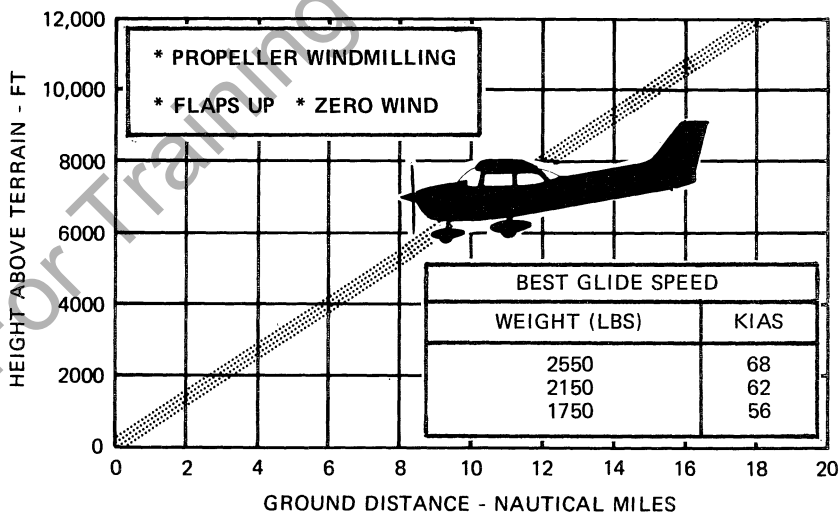 For Training
* PROPELLER WINDMILLING
* FLAPS UP * ZERO WIND
HEIGHT ABOVE TERRAIN - FT
12,000
10,000
8000
6000
4000
2000
0
BEST GLIDE SPEED
WEIGHT (LBS) KIAS
2550 68
2150 62
1750 56
0 2 4 6 8 10 12 14 16 18 20
GROUND DISTANCE - NAUTICAL MILES